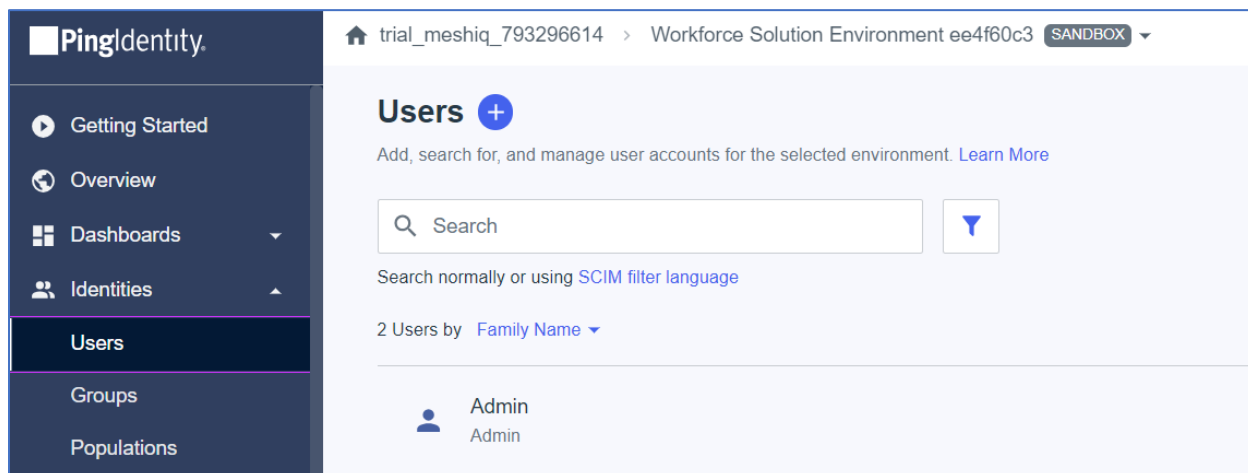 PingIdentity.
trial_meshiq_793296614 > Workforce Solution Environment ee4f60c3 SANDBOX
Getting Started
Overview
Dashboards
Identities
Users
Groups
Populations
Users +
Add, search for, and manage user accounts for the selected environment. Learn More
Search
Search normally or using SCIM filter language
2 Users by Family Name
Admin
Admin